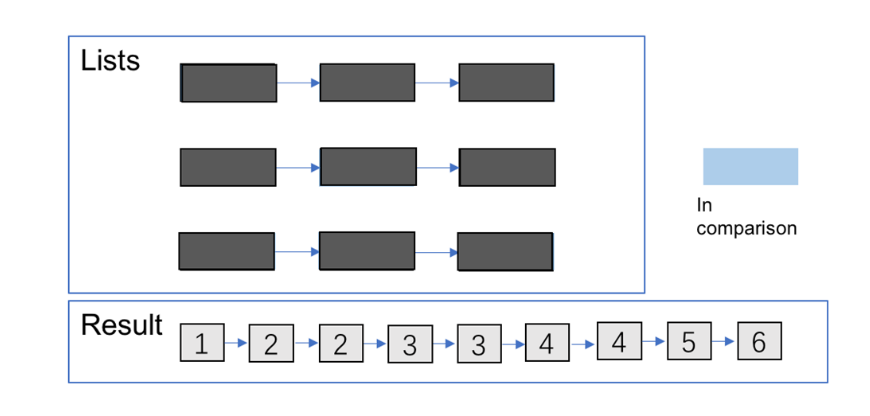 Lists
In
comparison
Result
1 2 2 3 3 4 4 5 6